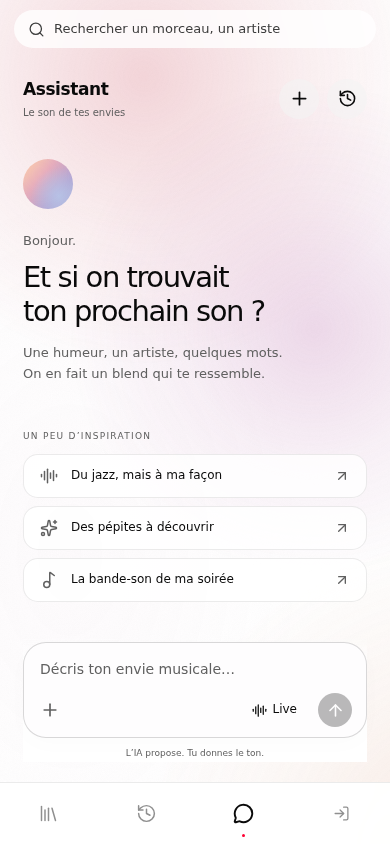 Rechercher un morceau, un artiste
Assistant
Le son de tes envies
Bonjour.
Et si on trouvait
ton prochain son ?
Une humeur, un artiste, quelques mots.
On en fait un blend qui te ressemble.
UN PEU D’INSPIRATION
Du jazz, mais à ma façon
Des pépites à découvrir
La bande-son de ma soirée
Décris ton envie musicale…
Live
L’IA propose. Tu donnes le ton.